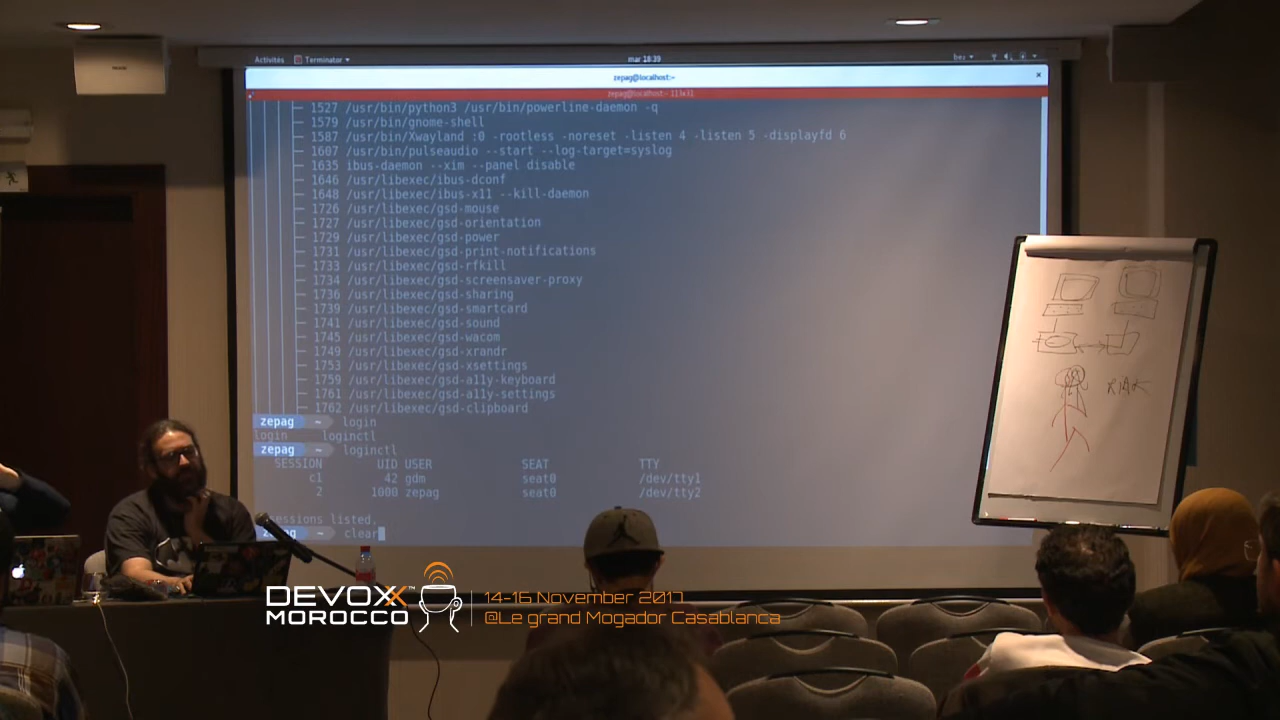 Activités Terminator mar 18:39
zepag@localhost:~
zepag@localhost:~ 113x31
1527 /usr/bin/python3 /usr/bin/powerline-daemon -q
1579 /usr/bin/gnome-shell
1587 /usr/bin/Xwayland :0 -rootless -noreset -listen 4 -listen 5 -displayfd 6
1607 /usr/bin/pulseaudio --start --log-target=syslog
1635 ibus-daemon --xim --panel disable
1646 /usr/libexec/ibus-dconf
1648 /usr/libexec/ibus-x11 --kill-daemon
1726 /usr/libexec/gsd-mouse
1727 /usr/libexec/gsd-orientation
1729 /usr/libexec/gsd-power
1731 /usr/libexec/gsd-print-notifications
1733 /usr/libexec/gsd-rfkill
1734 /usr/libexec/gsd-screensaver-proxy
1736 /usr/libexec/gsd-sharing
1739 /usr/libexec/gsd-smartcard
1741 /usr/libexec/gsd-sound
1745 /usr/libexec/gsd-wacom
1749 /usr/libexec/gsd-xrandr
1753 /usr/libexec/gsd-xsettings
1759 /usr/libexec/gsd-a11y-keyboard
1761 /usr/libexec/gsd-a11y-settings
1762 /usr/libexec/gsd-clipboard
zepag ~ login
login loginctl
zepag ~ loginctl
SESSION UID USER SEAT TTY
c1 42 gdm seat0 /dev/tty1
2 1000 zepag seat0 /dev/tty2
sessions listed.
zepag ~ clear
DEVOXX™ 14-16 November 2017
MOROCCO @Le grand Mogador Casablanca